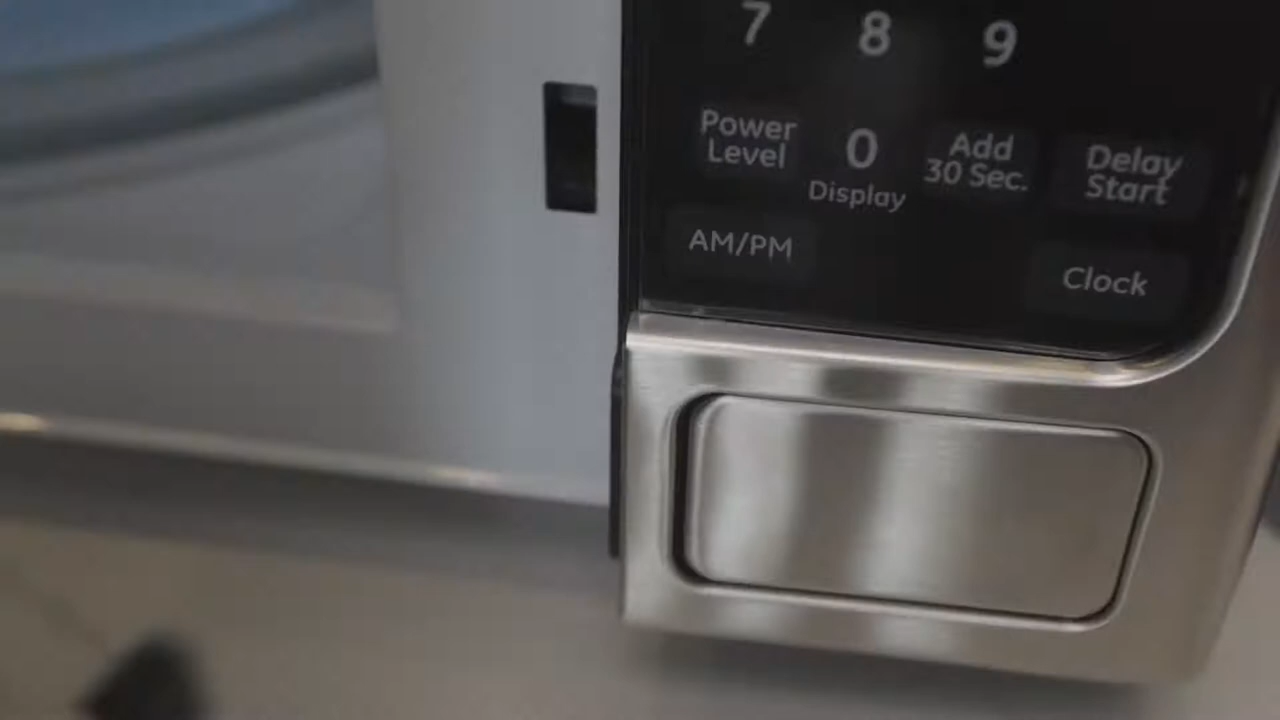 7 8 9
Power Level
0
Display
Add 30 Sec.
Delay Start
AM/PM
Clock